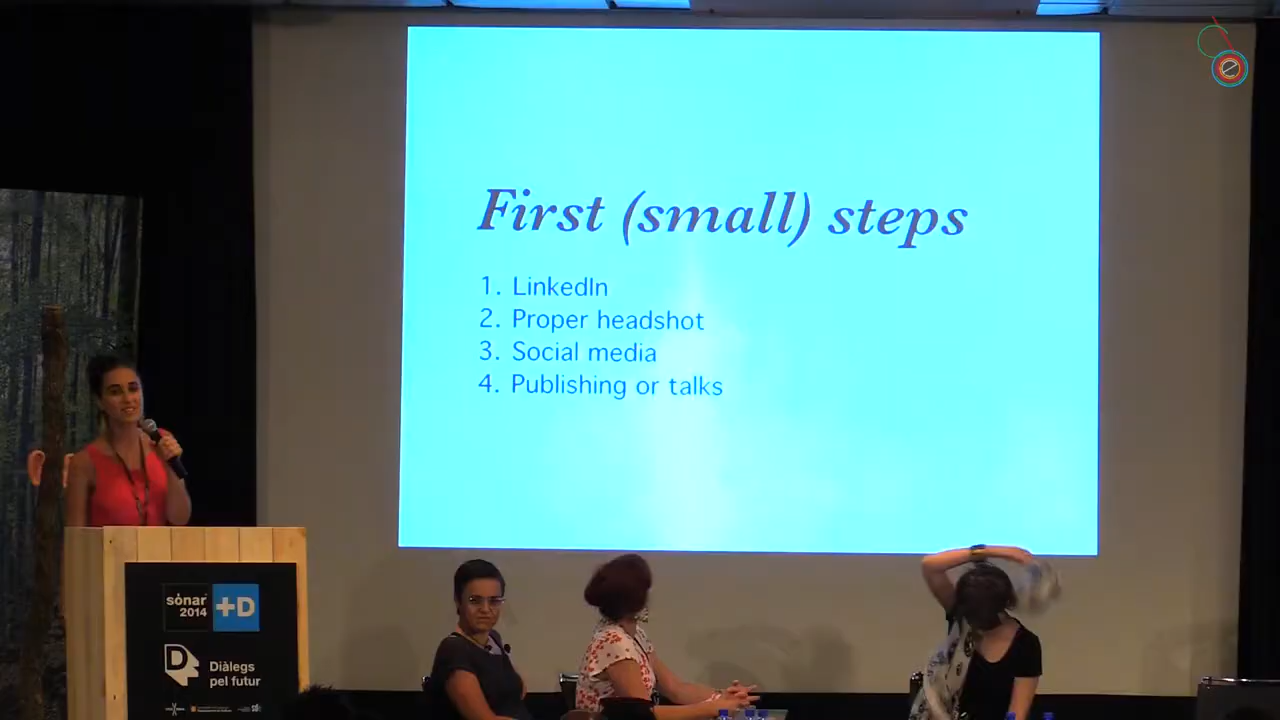 First (small) steps
1. LinkedIn
2. Proper headshot
3. Social media
4. Publishing or talks
sónar
2014
+D
D
Diàlegs
pel futur